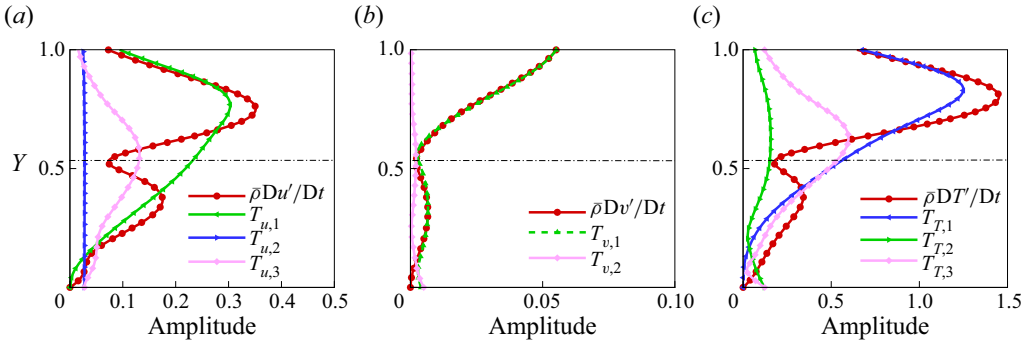 (a)
1.0
Y
0.5
ρ̄Du′/Dt
T_{u,1}
T_{u,2}
T_{u,3}
0 0.1 0.2 0.3 0.4 0.5
Amplitude
(b)
1.0
0.5
ρ̄Dv′/Dt
T_{v,1}
T_{v,2}
0 0.05 0.10
Amplitude
(c)
1.0
0.5
ρ̄DT′/Dt
T_{T,1}
T_{T,2}
T_{T,3}
0 0.5 1.0 1.5
Amplitude